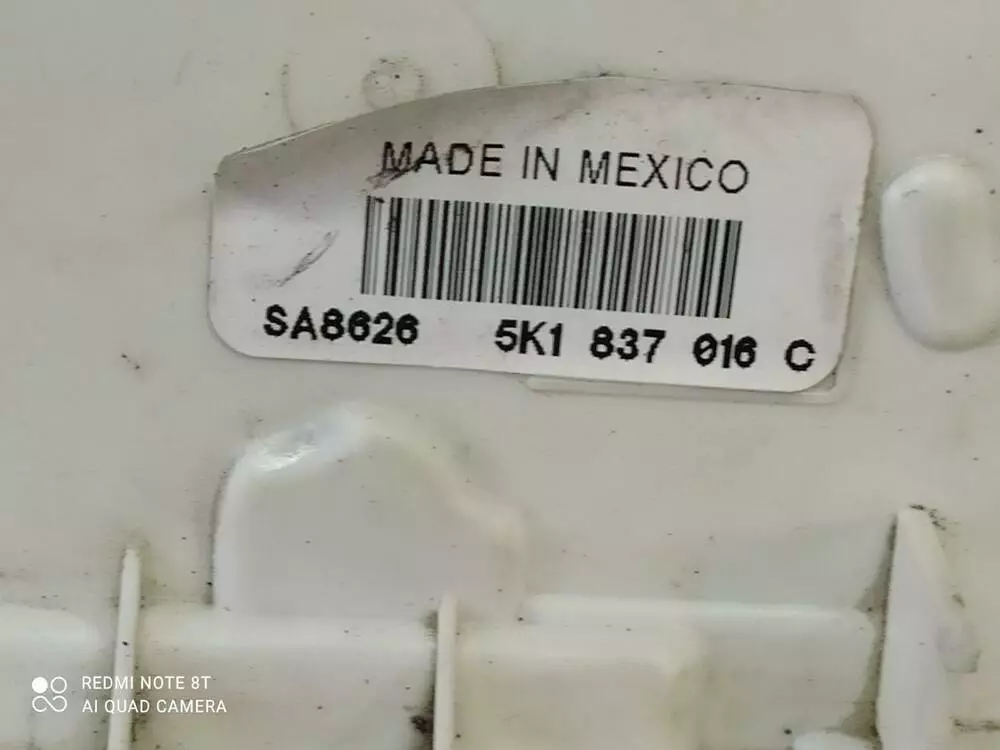 MADE IN MEXICO
SA8626 5K1 837 016 C
REDMI NOTE 8T
AI QUAD CAMERA